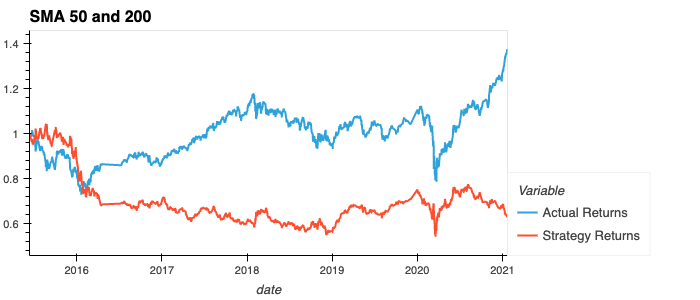 SMA 50 and 200
1.4
1.2
1
0.8
0.6
2016 2017 2018 2019 2020 2021
date
Variable
Actual Returns
Strategy Returns